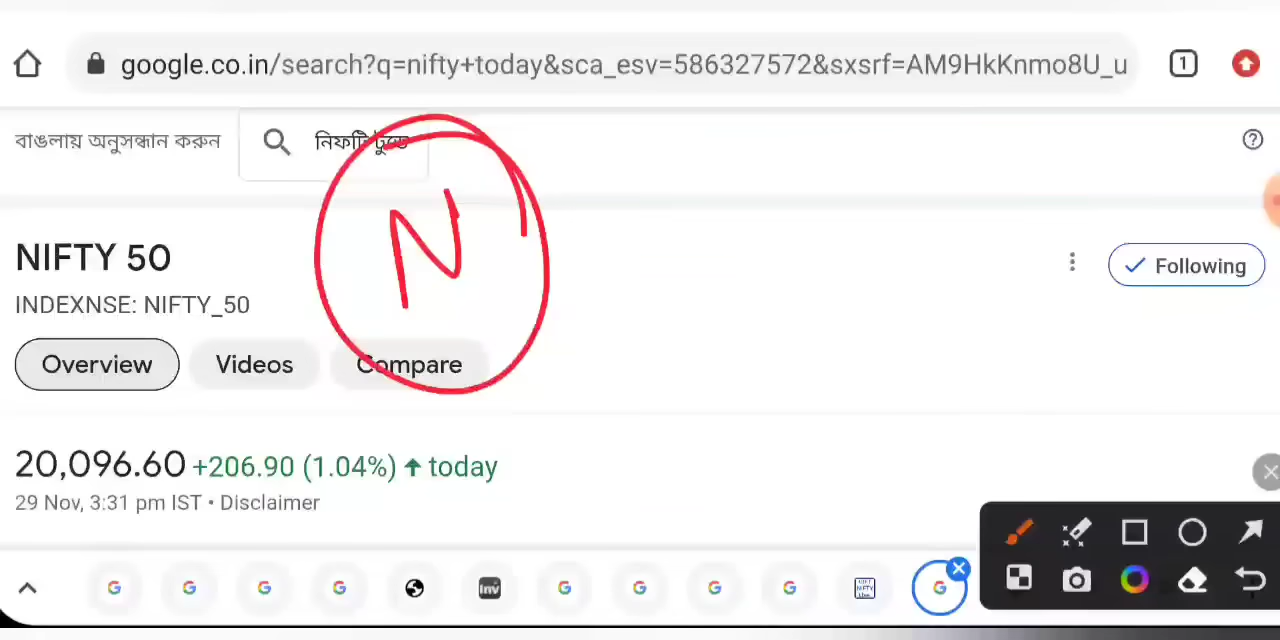 google.co.in/search?q=nifty+today&sca_esv=586327572&sxsrf=AM9HkKnmo8U_u
1
বাঙলায় অনুসন্ধান করুন
নিফটি টুডে
N
NIFTY 50
Following
INDEXNSE: NIFTY_50
Overview
Videos
Compare
20,096.60 +206.90 (1.04%) ↑ today
29 Nov, 3:31 pm IST • Disclaimer
Inv